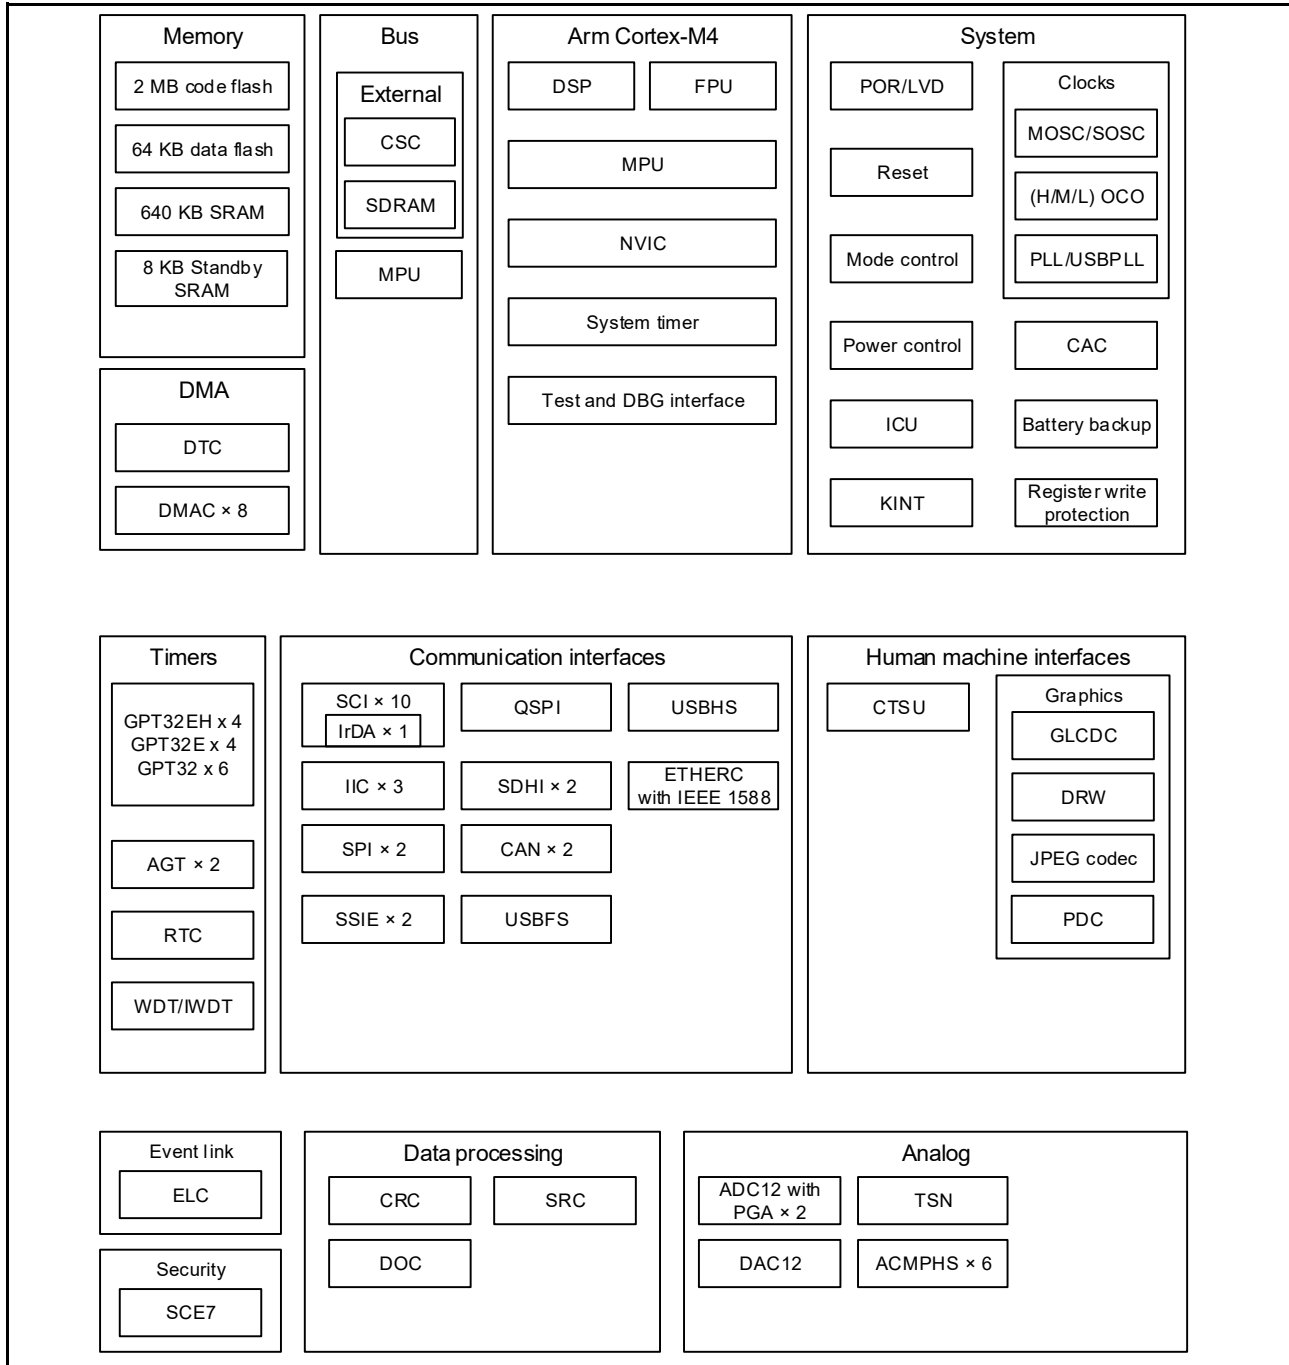 Memory
2 MB code flash
64 KB data flash
640 KB SRAM
8 KB Standby
SRAM
DMA
DTC
DMAC × 8
Bus
External
CSC
SDRAM
MPU
Arm Cortex-M4
DSP
FPU
MPU
NVIC
System timer
Test and DBG interface
System
POR/LVD
Reset
Mode control
Power control
ICU
KINT
Clocks
MOSC/SOSC
(H/M/L) OCO
PLL/USBPLL
CAC
Battery backup
Register write
protection
Timers
GPT32EH x 4
GPT32E x 4
GPT32 x 6
AGT × 2
RTC
WDT/IWDT
Communication interfaces
SCI × 10
IrDA × 1
IIC × 3
SPI × 2
SSIE × 2
QSPI
SDHI × 2
CAN × 2
USBFS
USBHS
ETHERC
with IEEE 1588
Human machine interfaces
CTSU
Graphics
GLCDC
DRW
JPEG codec
PDC
Event link
ELC
Security
SCE7
Data processing
CRC
SRC
DOC
Analog
ADC12 with
PGA × 2
TSN
DAC12
ACMPHS × 6